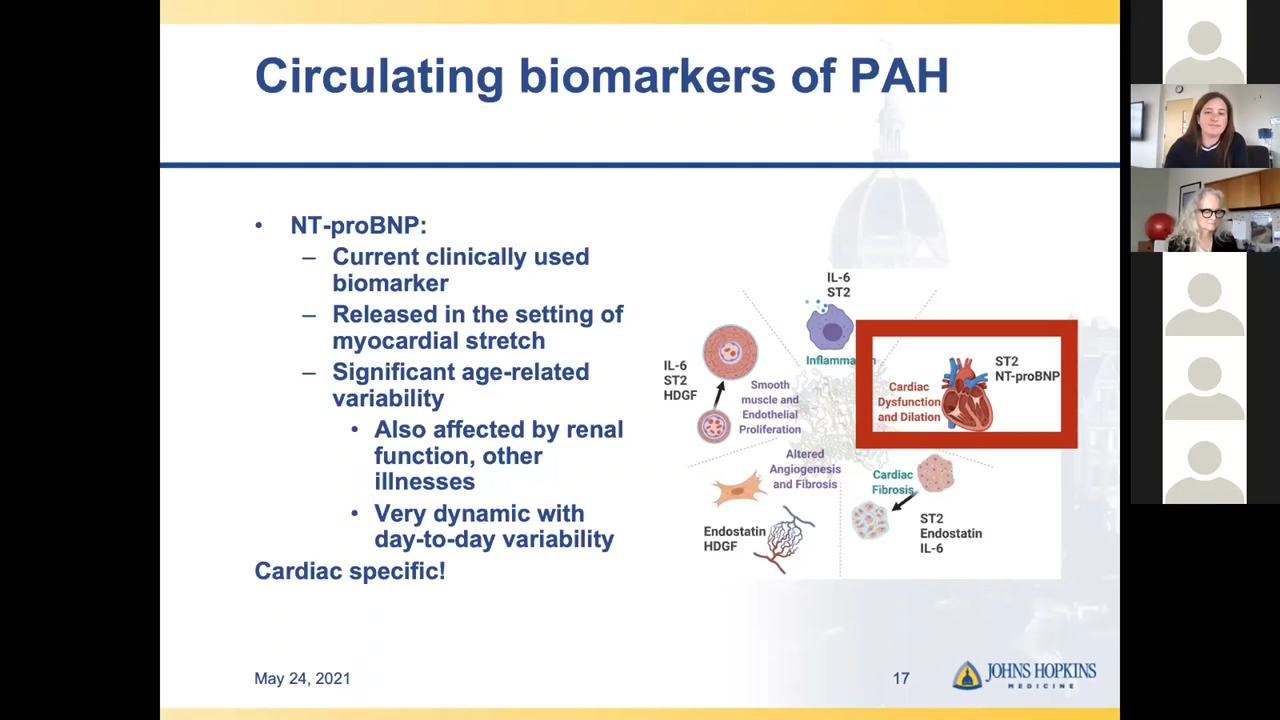 Circulating biomarkers of PAH
• NT-proBNP:
– Current clinically used
biomarker
– Released in the setting of
myocardial stretch
– Significant age-related
variability
• Also affected by renal
function, other
illnesses
• Very dynamic with
day-to-day variability
Cardiac specific!
IL-6
ST2
Inflammation
IL-6
ST2
HDGF
Smooth
muscle and
Endothelial
Proliferation
Cardiac
Dysfunction
and Dilation
ST2
NT-proBNP
Altered
Angiogenesis
and Fibrosis
Endostatin
HDGF
Cardiac
Fibrosis
ST2
Endostatin
IL-6
May 24, 2021
17
JOHNS HOPKINS
MEDICINE